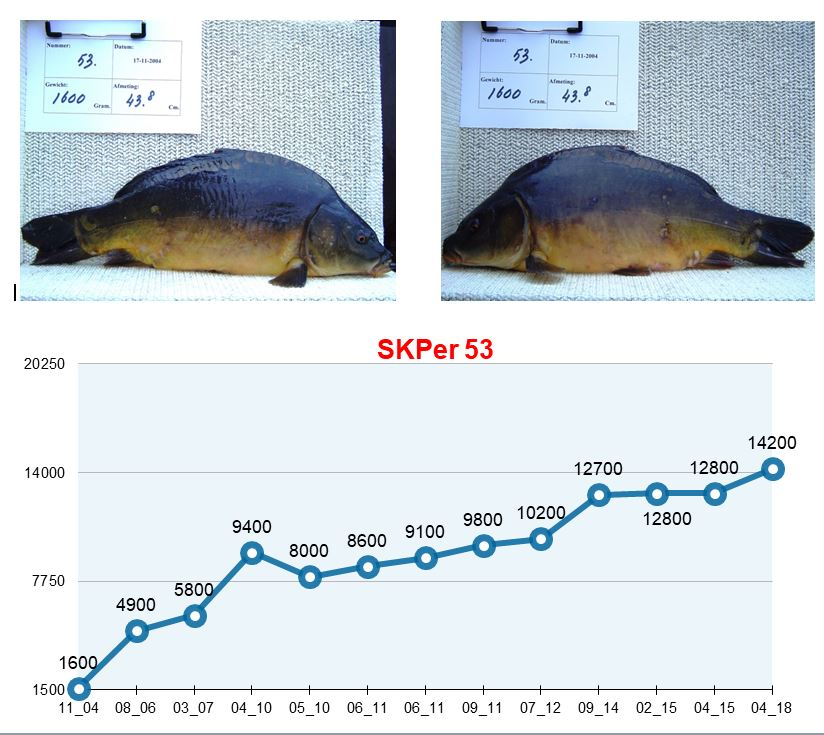 Nummer: Datum:
53. 17-11-2004
Gewicht: Afmeting:
1600 Gram. 43.8 Cm.
Nummer: Datum:
53. 17-11-2004
Gewicht: Afmeting:
1600 Gram. 43.8 Cm.
SKPer 53
20250
14200
14000
12700
12800
12800
10200
9800
9400
9100
8600
8000
7750
5800
4900
1600
1500
11_04 08_06 03_07 04_10 05_10 06_11 06_11 09_11 07_12 09_14 02_15 04_15 04_18